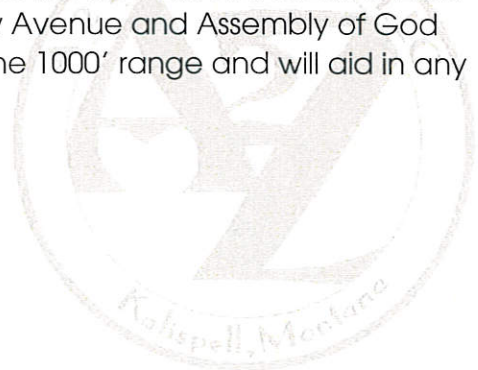 Avenue and Assembly of God
1000' range and will aid in any
Kalispell, Montana